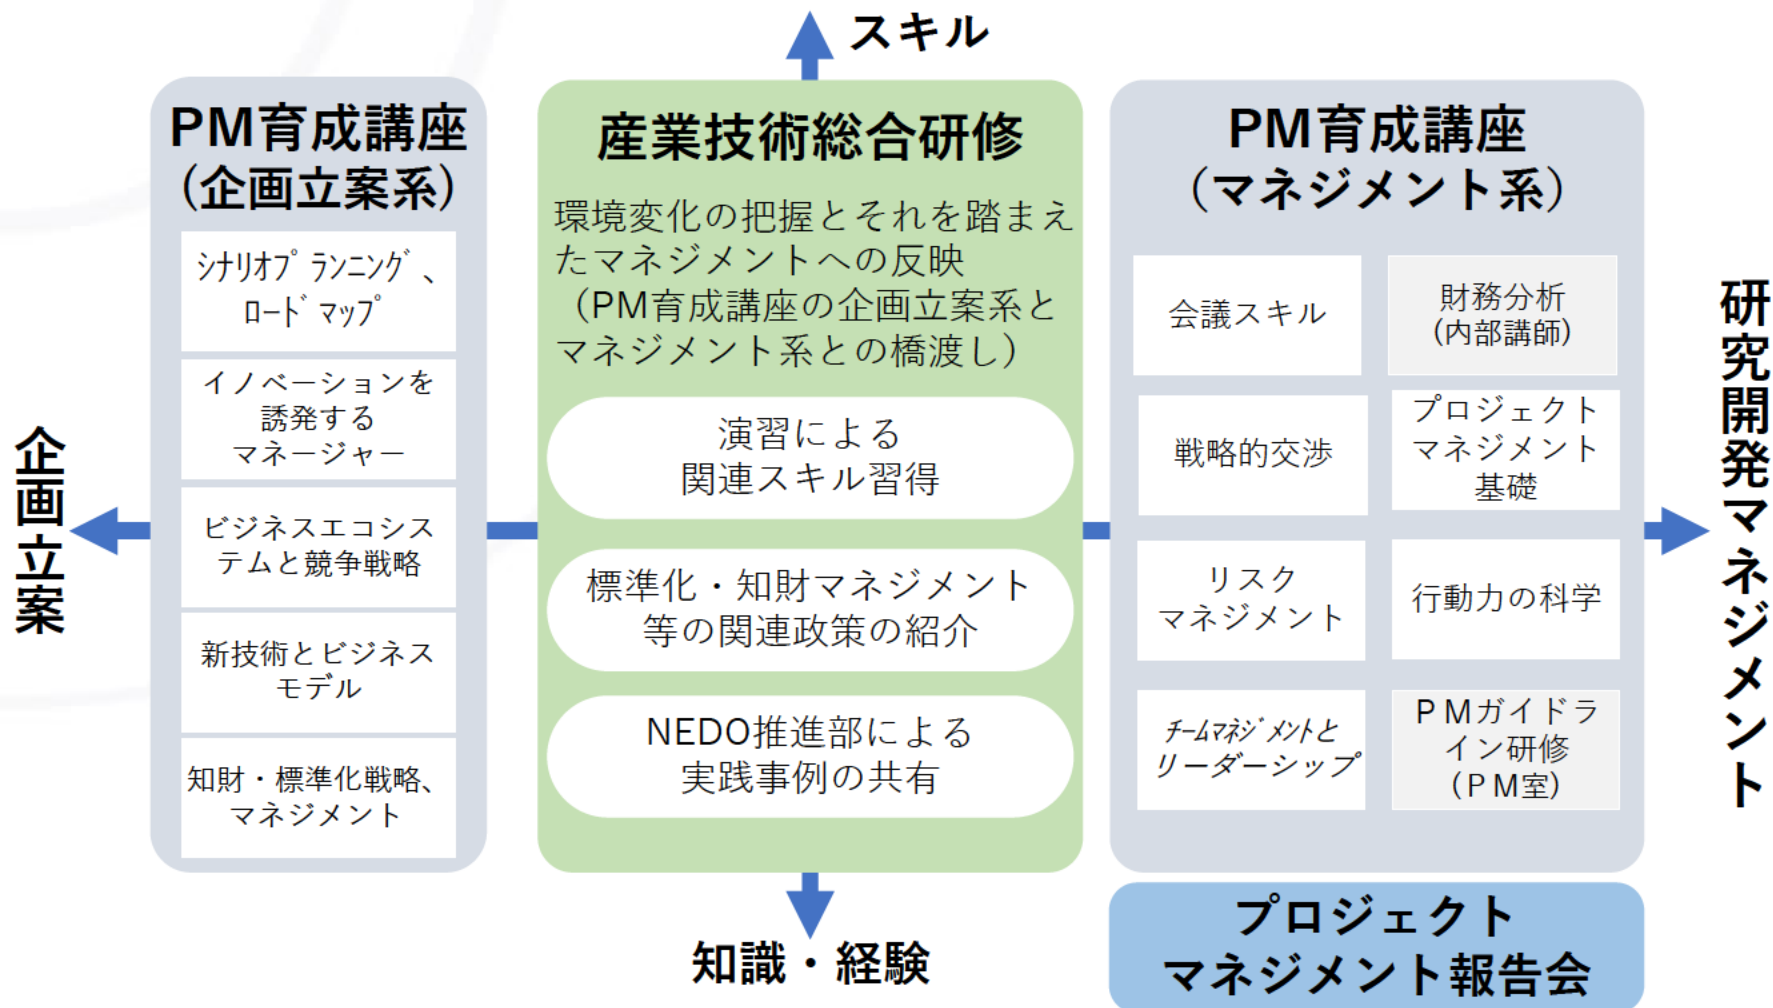 スキル
PM育成講座
(企画立案系)
ｼﾅﾘｵﾌﾟﾗﾝﾆﾝｸﾞ、
ﾛｰﾄﾞﾏｯﾌﾟ
イノベーションを
誘発する
マネージャー
ビジネスエコシス
テムと競争戦略
新技術とビジネス
モデル
知財・標準化戦略、
マネジメント
企画立案
産業技術総合研修
環境変化の把握とそれを踏まえ
たマネジメントへの反映
（PM育成講座の企画立案系と
マネジメント系との橋渡し）
演習による
関連スキル習得
標準化・知財マネジメント
等の関連政策の紹介
NEDO推進部による
実践事例の共有
知識・経験
PM育成講座
（マネジメント系）
会議スキル
財務分析
(内部講師)
戦略的交渉
プロジェクト
マネジメント
基礎
リスク
マネジメント
行動力の科学
ﾁｰﾑﾏﾈｼﾞﾒﾝﾄと
リーダーシップ
ＰＭガイドラ
イン研修
（ＰＭ室）
プロジェクト
マネジメント報告会
研究開発マネジメント